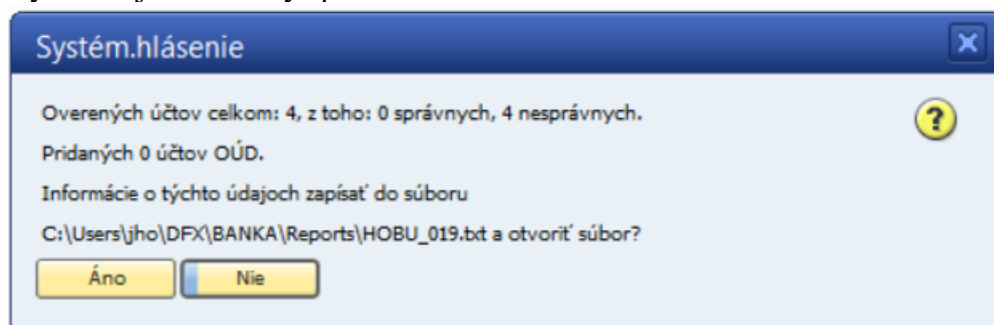 Systém.hlásenie
Overených účtov celkom: 4, z toho: 0 správnych, 4 nesprávnych.
Pridaných 0 účtov OÚD.
Informácie o týchto údajoch zapísať do súboru
C:\Users\jho\DFX\BANKA\Reports\HOBU_019.txt a otvoriť súbor?
Áno Nie